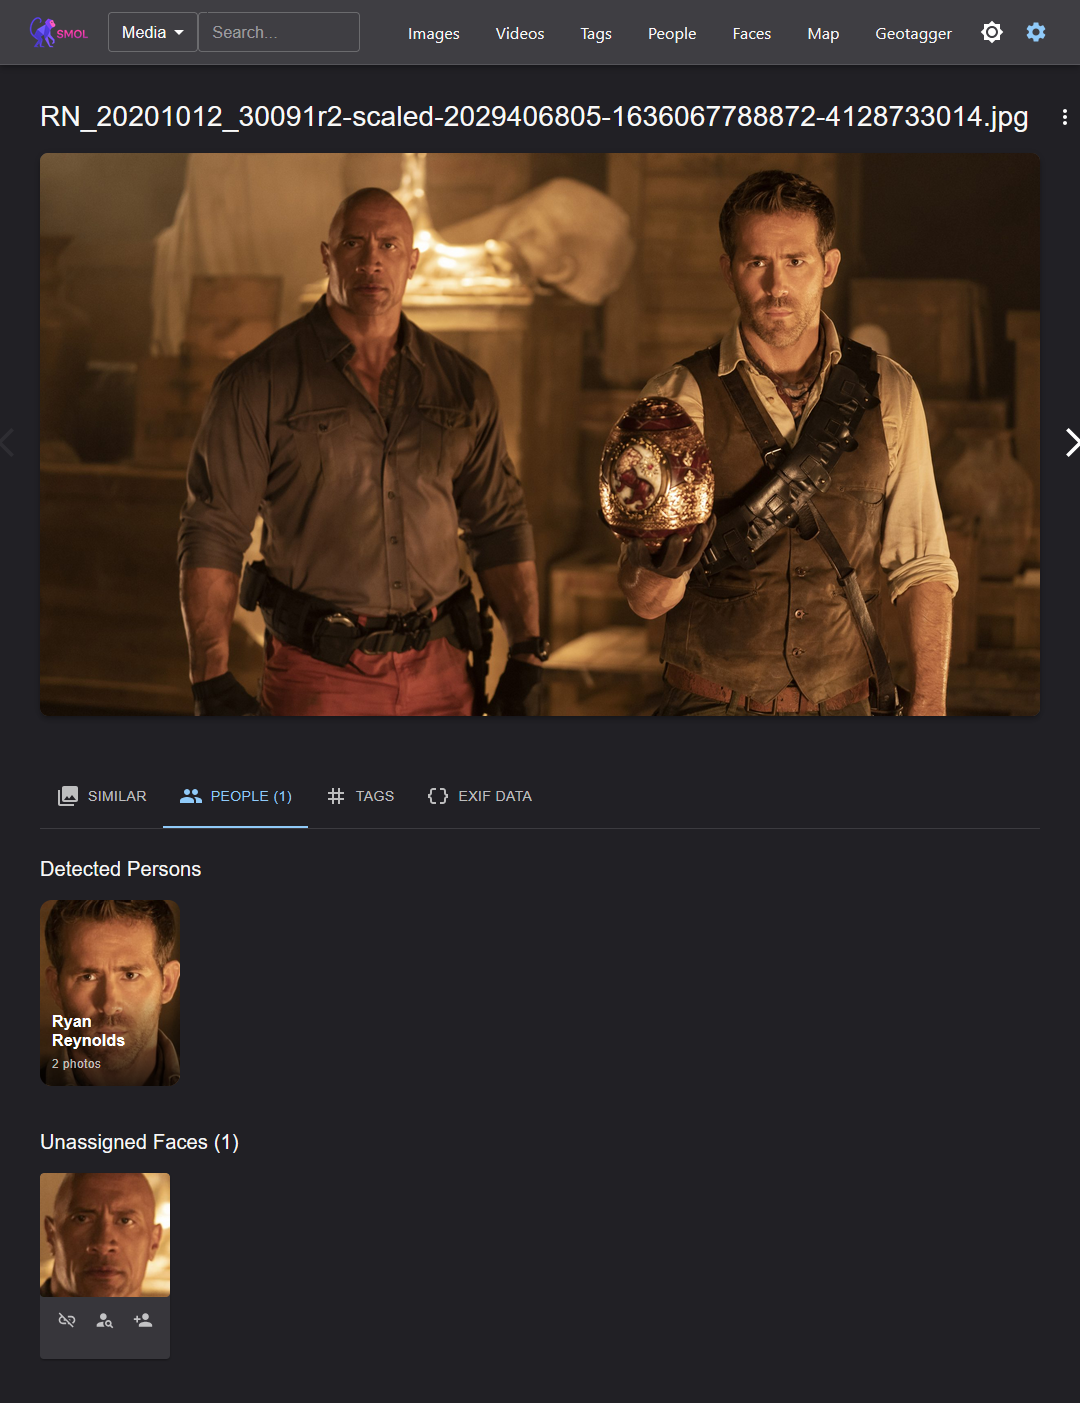 SMOL
Media
Search...
Images
Videos
Tags
People
Faces
Map
Geotagger
RN_20201012_30091r2-scaled-2029406805-1636067788872-4128733014.jpg
SIMILAR
PEOPLE (1)
TAGS
EXIF DATA
Detected Persons
Ryan
Reynolds
2 photos
Unassigned Faces (1)